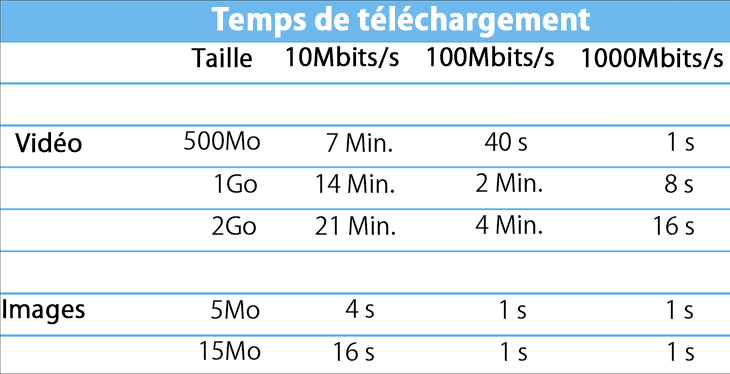 Temps de téléchargement
Taille 10Mbits/s 100Mbits/s 1000Mbits/s
Vidéo 500Mo 7 Min. 40 s 1 s
1Go 14 Min. 2 Min. 8 s
2Go 21 Min. 4 Min. 16 s
Images 5Mo 4 s 1 s 1 s
15Mo 16 s 1 s 1 s